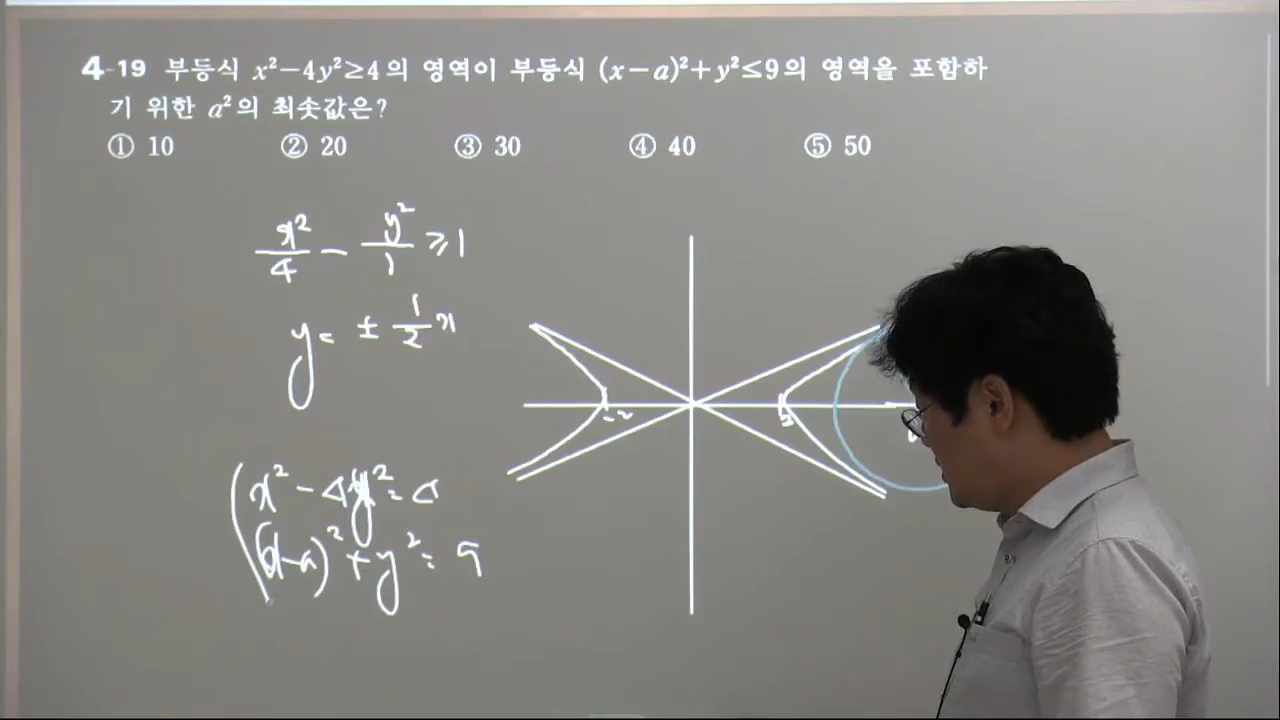 4-19 부등식 x²-4y²≥4의 영역이 부등식 (x-a)²+y²≤9의 영역을 포함하
기 위한 a²의 최솟값은?
① 10 ② 20 ③ 30 ④ 40 ⑤ 50
x²/4 - y²/1 ≥ 1
y = ± 1/2 x
-2 2
x² - 4y² = 4
(x-a)² + y² = 9